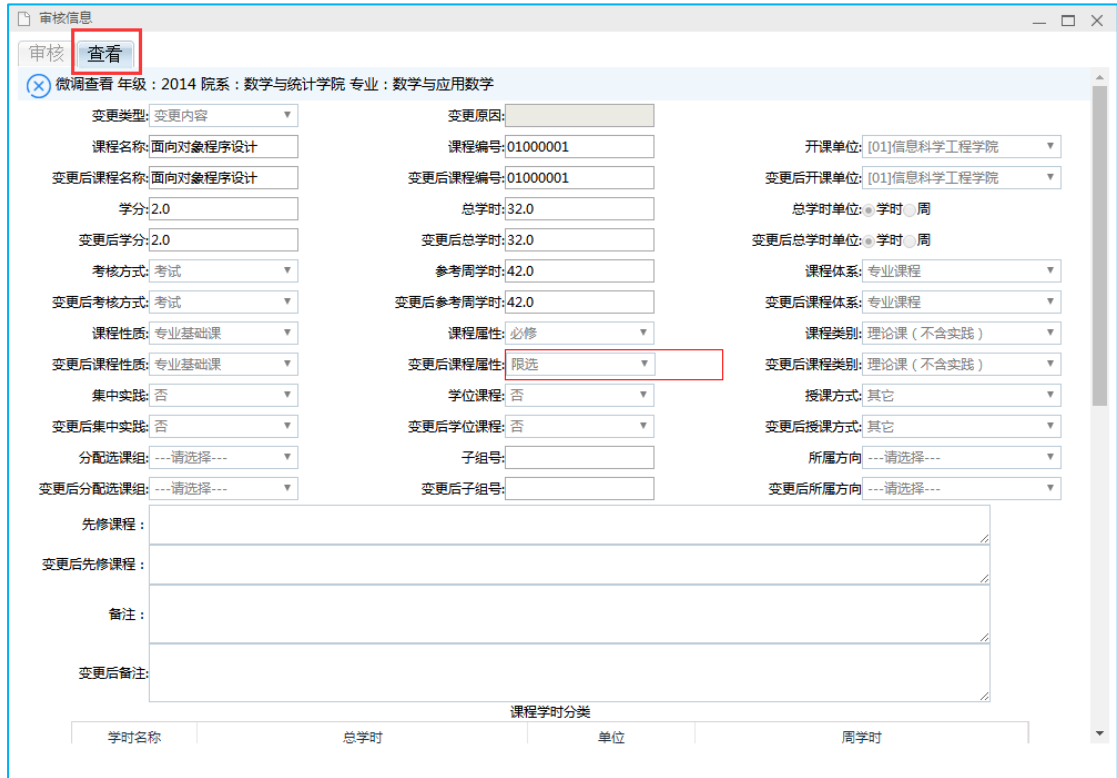 审核信息
审核 查看
微调查看 年级：2014 院系：数学与统计学院 专业：数学与应用数学
变更类型: 变更内容 变更原因:
课程名称: 面向对象程序设计 课程编号: 01000001 开课单位: [01]信息科学工程学院
变更后课程名称: 面向对象程序设计 变更后课程编号: 01000001 变更后开课单位: [01]信息科学工程学院
学分: 2.0 总学时: 32.0 总学时单位: 学时 周
变更后学分: 2.0 变更后总学时: 32.0 变更后总学时单位: 学时 周
考核方式: 考试 参考周学时: 42.0 课程体系: 专业课程
变更后考核方式: 考试 变更后参考周学时: 42.0 变更后课程体系: 专业课程
课程性质: 专业基础课 课程属性: 必修 课程类别: 理论课（不含实践）
变更后课程性质: 专业基础课 变更后课程属性: 限选 变更后课程类别: 理论课（不含实践）
集中实践: 否 学位课程: 否 授课方式: 其它
变更后集中实践: 否 变更后学位课程: 否 变更后授课方式: 其它
分配选课组: ---请选择--- 子组号: 所属方向 ---请选择---
变更后分配选课组: ---请选择--- 变更后子组号: 变更后所属方向 ---请选择---
先修课程：
变更后先修课程：
备注：
变更后备注:
课程学时分类
学时名称 总学时 单位 周学时